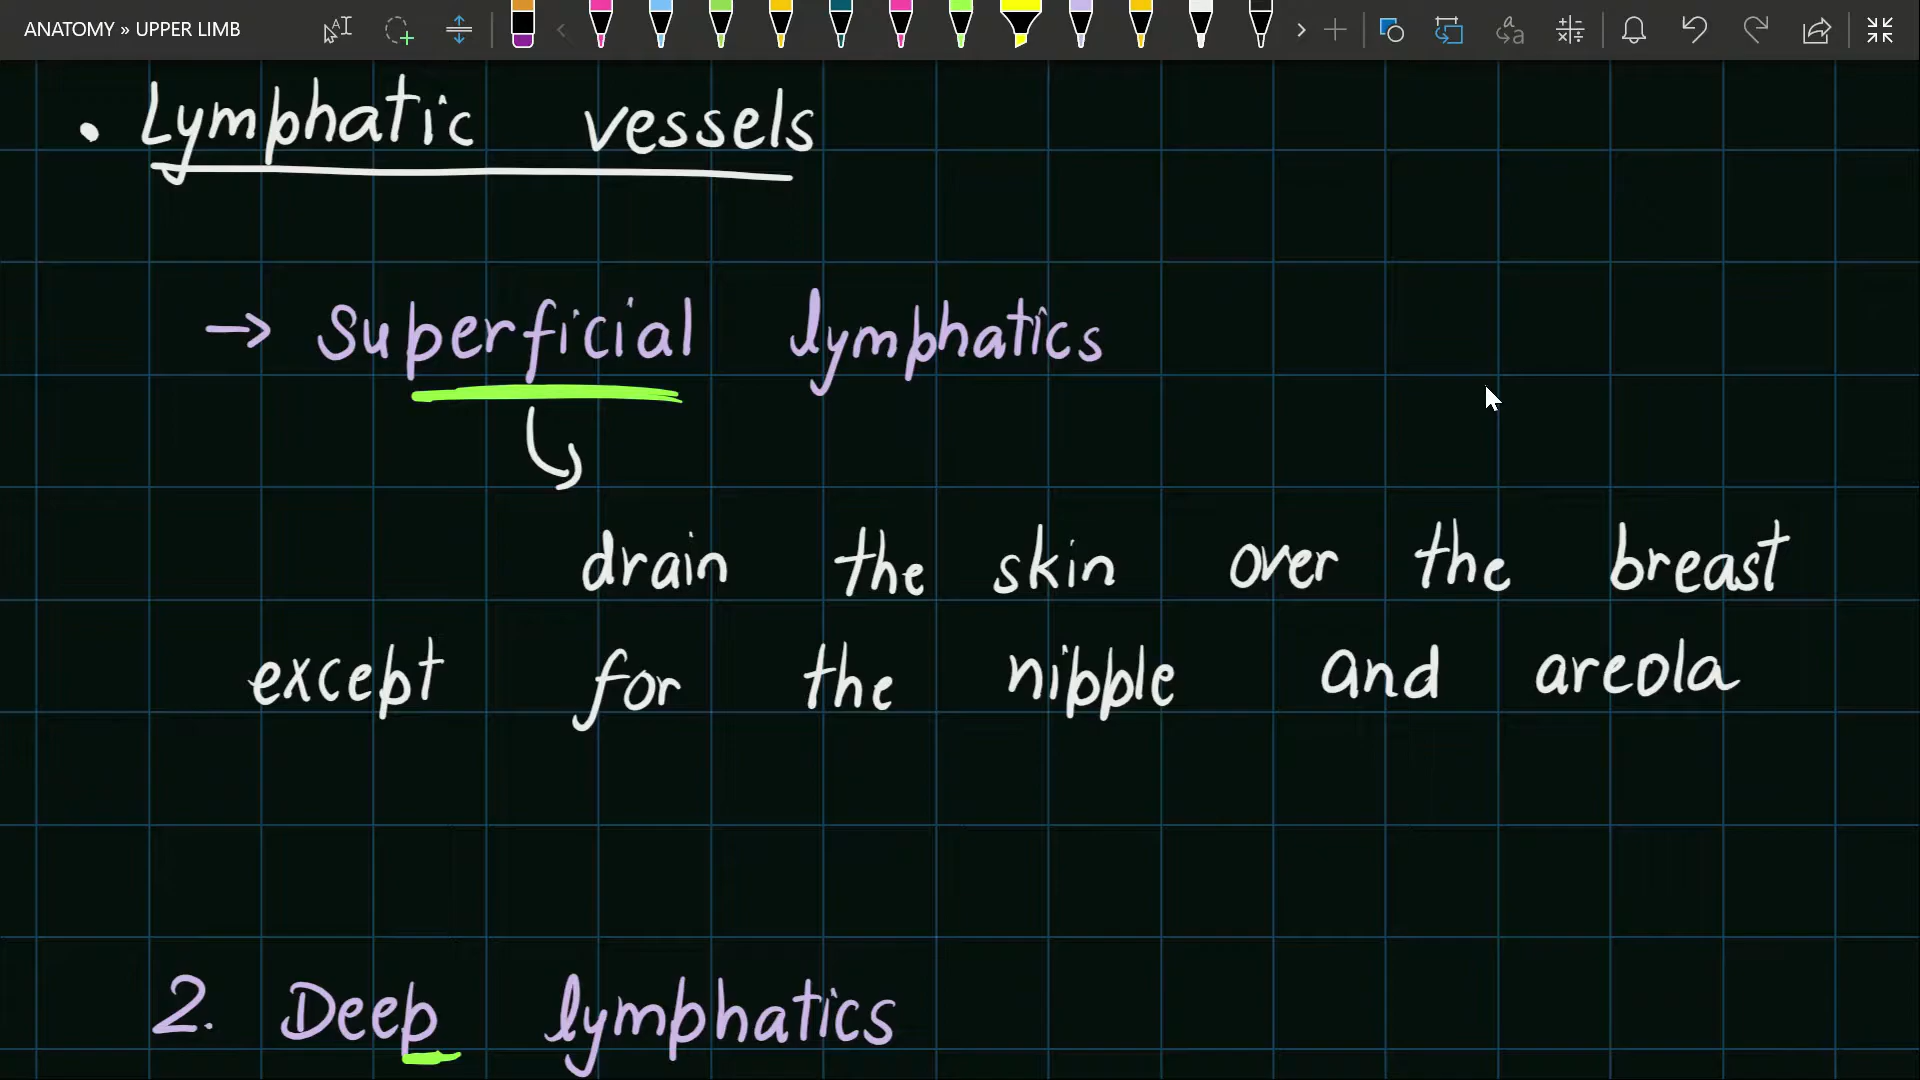 ANATOMY » UPPER LIMB
• Lymphatic vessels
→ Superficial lymphatics
drain the skin over the breast
except for the nipple and areola
2. Deep lymphatics